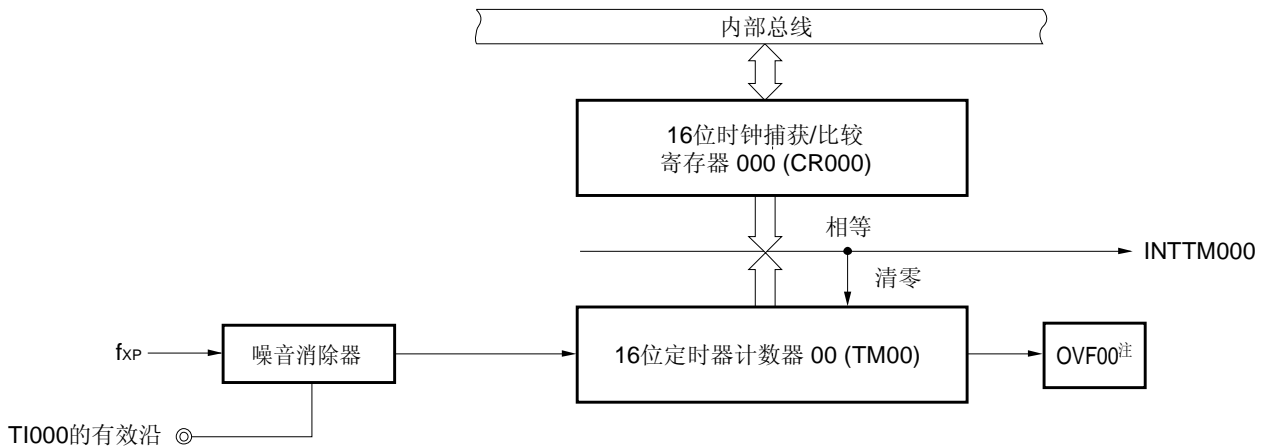 内部总线
16位时钟捕获/比较
寄存器 000 (CR000)
相等
INTTM000
清零
fXP
噪音消除器
16位定时器计数器 00 (TM00)
OVF00注
TI000的有效沿